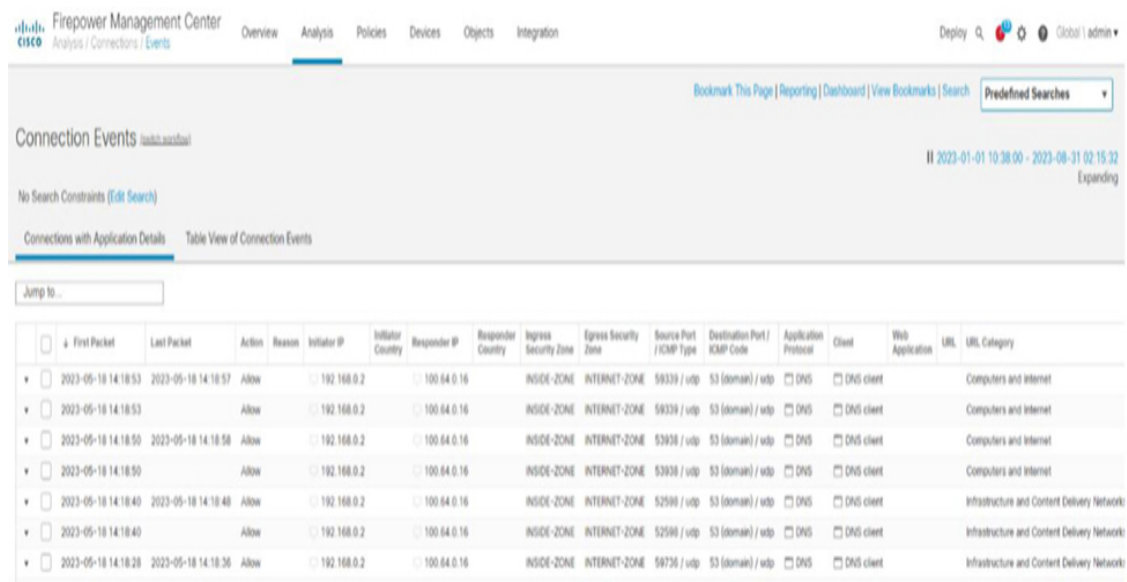 CISCO
Firepower Management Center
Analysis / Connections / Events
Overview Analysis Policies Devices Objects Integration
Deploy Global \ admin
Bookmark This Page | Reporting | Dashboard | View Bookmarks | Search Predefined Searches
Connection Events (switch workflow)
2023-01-01 10:38:00 - 2023-08-31 02:15:32
Expanding
No Search Constraints (Edit Search)
Connections with Application Details Table View of Connection Events
Jump to...
First Packet Last Packet Action Reason Initiator IP Initiator Country Responder IP Responder Country Ingress Security Zone Egress Security Zone Source Port / ICMP Type Destination Port / ICMP Code Application Protocol Client Web Application URL URL Category
2023-05-18 14:18:53 2023-05-18 14:18:57 Allow 192.168.0.2 100.64.0.16 INSIDE-ZONE INTERNET-ZONE 59339 / udp 53 (domain) / udp DNS DNS client Computers and Internet
2023-05-18 14:18:53 Allow 192.168.0.2 100.64.0.16 INSIDE-ZONE INTERNET-ZONE 59339 / udp 53 (domain) / udp DNS DNS client Computers and Internet
2023-05-18 14:18:50 2023-05-18 14:18:58 Allow 192.168.0.2 100.64.0.16 INSIDE-ZONE INTERNET-ZONE 53938 / udp 53 (domain) / udp DNS DNS client Computers and Internet
2023-05-18 14:18:50 Allow 192.168.0.2 100.64.0.16 INSIDE-ZONE INTERNET-ZONE 53938 / udp 53 (domain) / udp DNS DNS client Computers and Internet
2023-05-18 14:18:40 2023-05-18 14:18:48 Allow 192.168.0.2 100.64.0.16 INSIDE-ZONE INTERNET-ZONE 52598 / udp 53 (domain) / udp DNS DNS client Infrastructure and Content Delivery Networks
2023-05-18 14:18:40 Allow 192.168.0.2 100.64.0.16 INSIDE-ZONE INTERNET-ZONE 52598 / udp 53 (domain) / udp DNS DNS client Infrastructure and Content Delivery Networks
2023-05-18 14:18:28 2023-05-18 14:18:36 Allow 192.168.0.2 100.64.0.16 INSIDE-ZONE INTERNET-ZONE 59736 / udp 53 (domain) / udp DNS DNS client Infrastructure and Content Delivery Networks